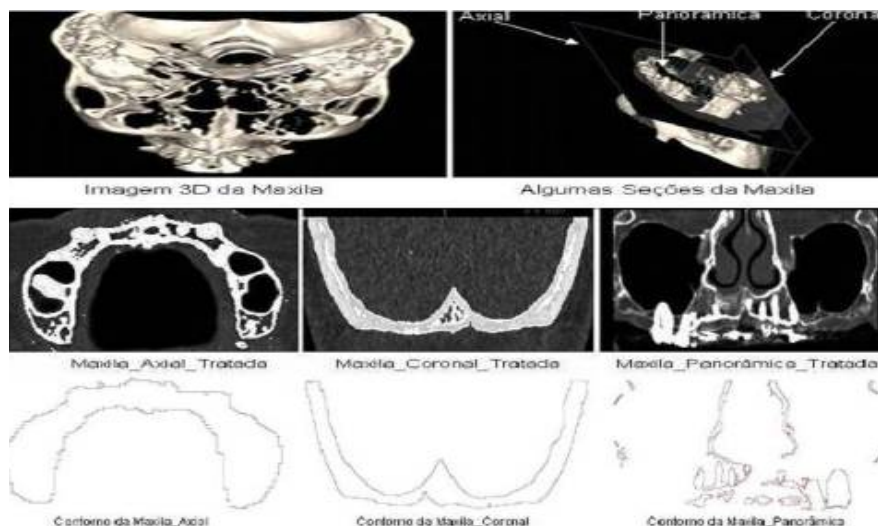 Axial
Panorâmica
Corona
Imagem 3D da Maxila
Algumas Seções da Maxila
Maxila_Axial_Tratada
Maxila_Coronal_Tratada
Maxila_Panorâmica_Tratada
Contorno da Maxila_Axial
Contorno da Maxila_Coronal
Contorno da Maxila_Panorâmica